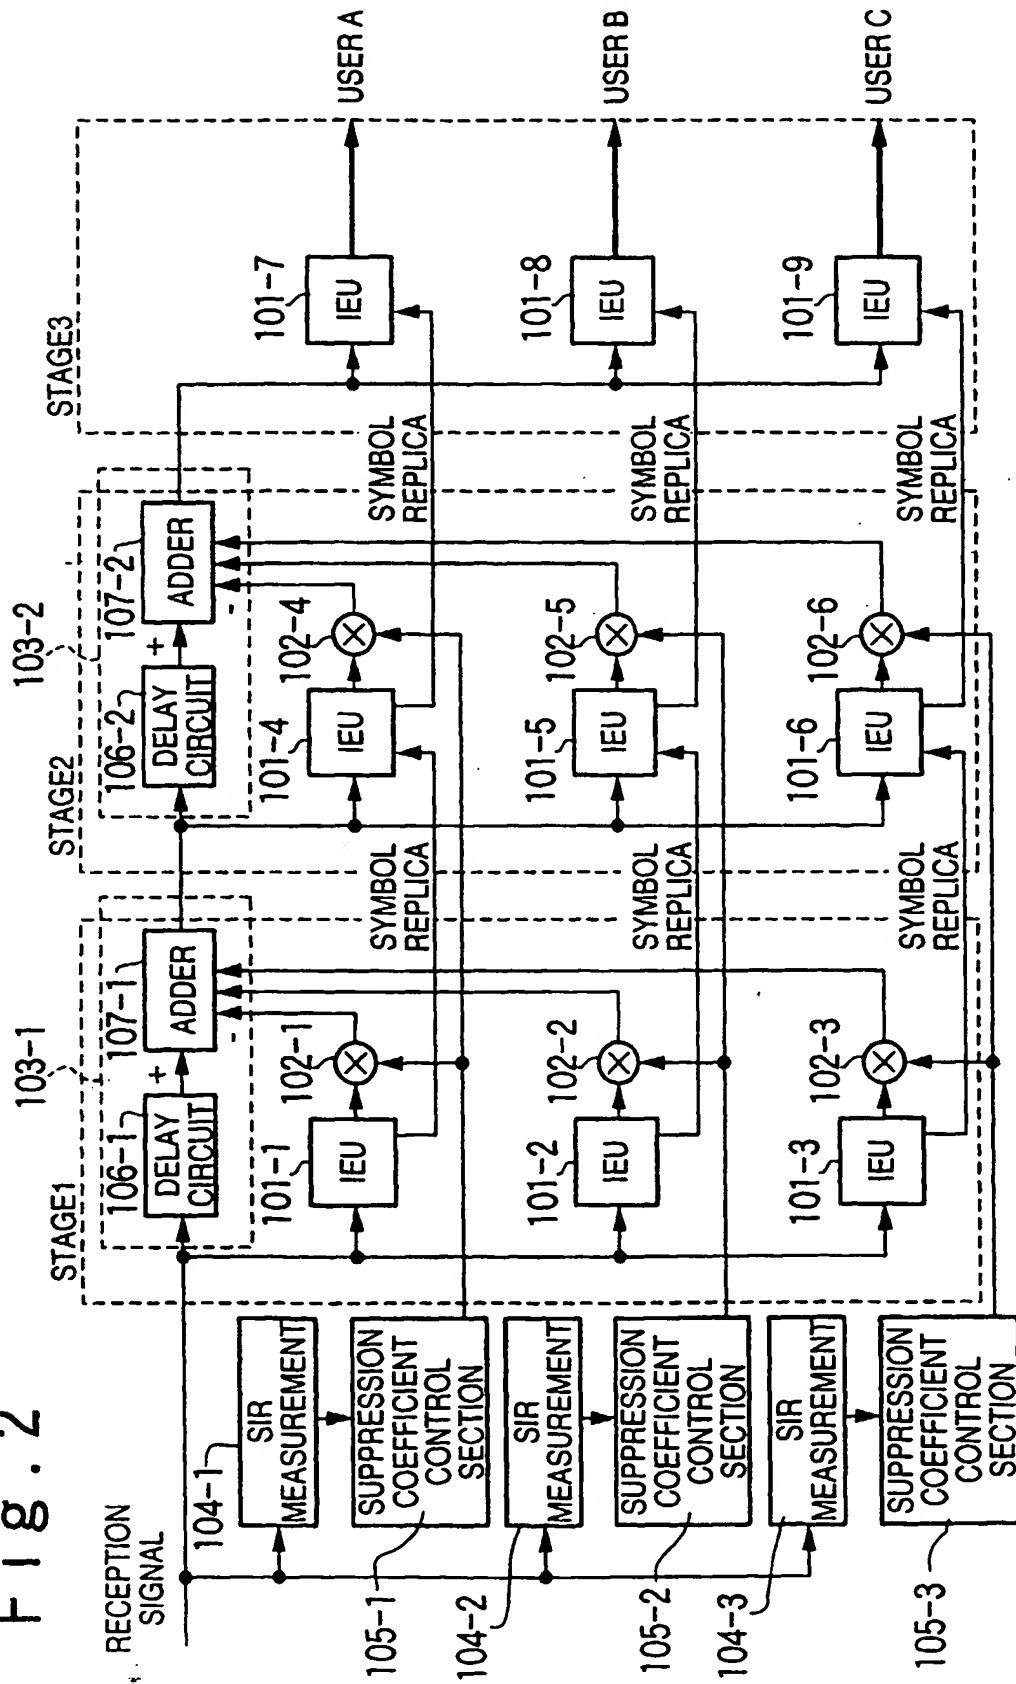 Fig. 2
RECEPTION
SIGNAL
104-1
SIR
MEASUREMENT
105-1
SUPPRESSION
COEFFICIENT
CONTROL
SECTION
104-2
SIR
MEASUREMENT
105-2
SUPPRESSION
COEFFICIENT
CONTROL
SECTION
104-3
SIR
MEASUREMENT
105-3
SUPPRESSION
COEFFICIENT
CONTROL
SECTION
STAGE1
103-1
106-1
DELAY
CIRCUIT
+
107-1
ADDER
-
101-1
IEU
102-1
×
SYMBOL
REPLICA
101-2
IEU
102-2
×
SYMBOL
REPLICA
101-3
IEU
102-3
×
SYMBOL
REPLICA
STAGE2
103-2
106-2
DELAY
CIRCUIT
+
107-2
ADDER
-
101-4
IEU
102-4
×
SYMBOL
REPLICA
101-5
IEU
102-5
×
SYMBOL
REPLICA
101-6
IEU
102-6
×
SYMBOL
REPLICA
STAGE3
101-7
IEU
USER A
101-8
IEU
USER B
101-9
IEU
USER C